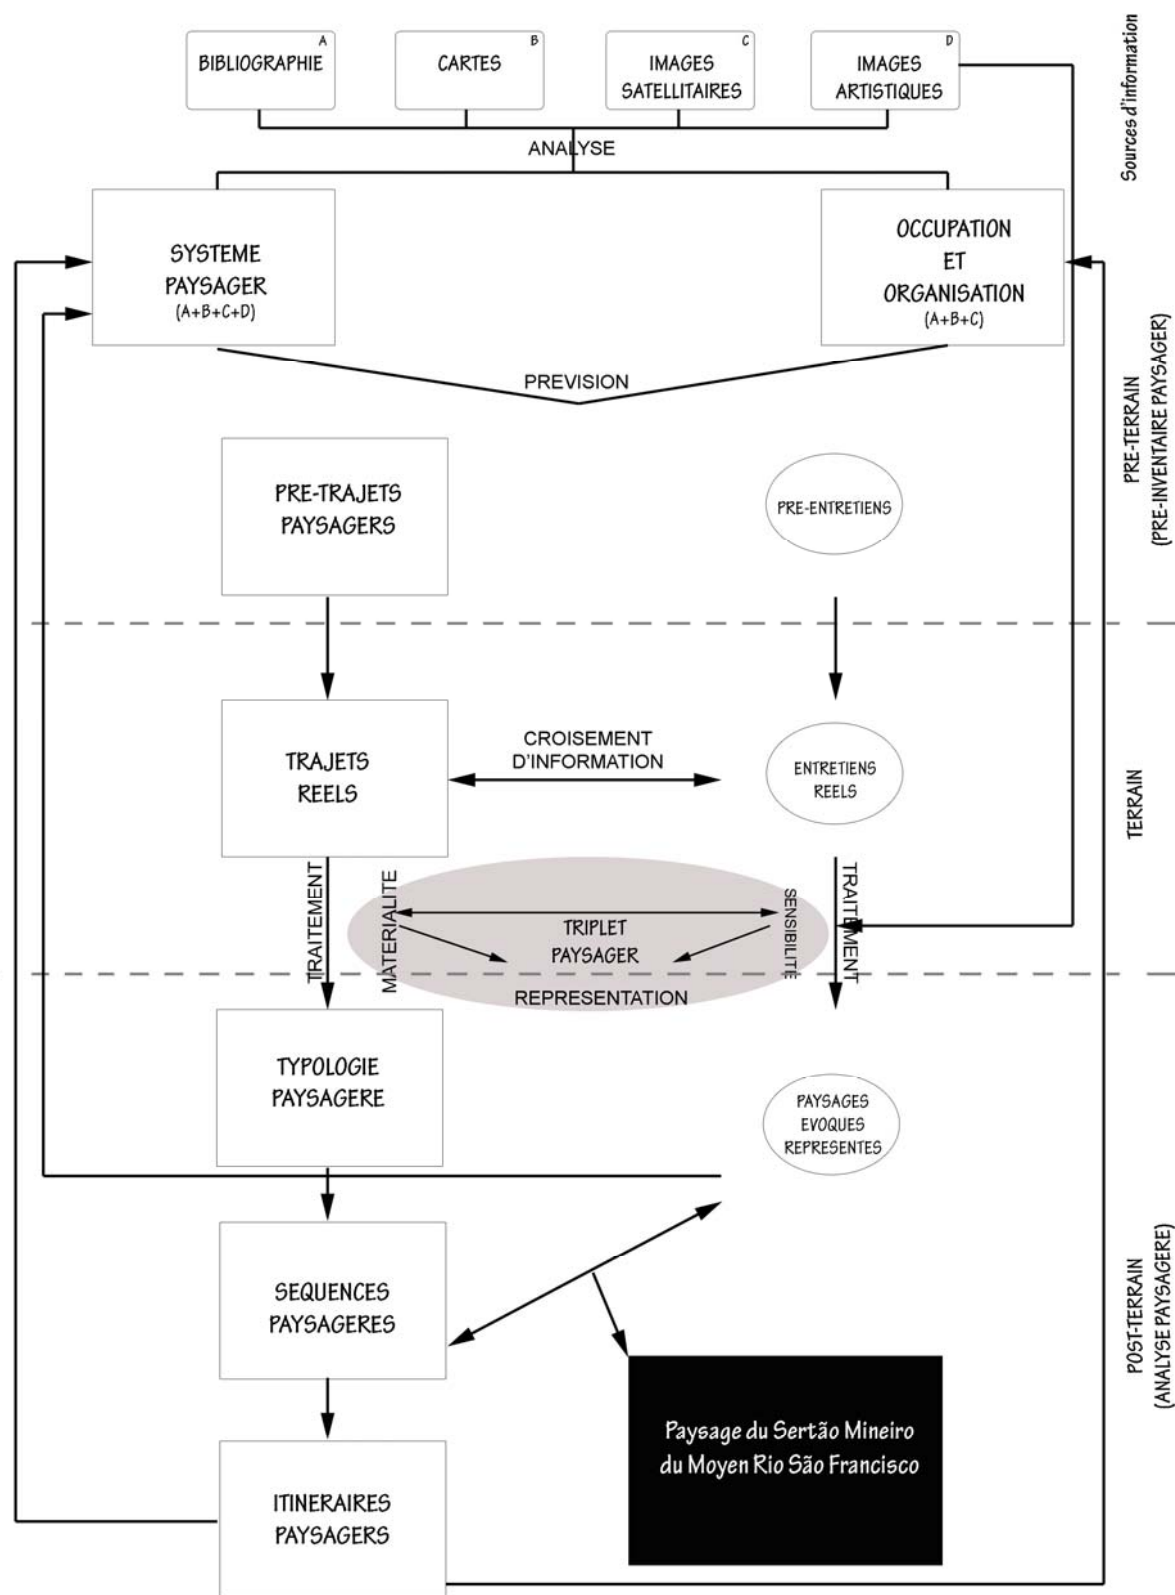 A
BIBLIOGRAPHIE
B
CARTES
C
IMAGES
SATELLITAIRES
D
IMAGES
ARTISTIQUES
Sources d'information
ANALYSE
SYSTEME
PAYSAGER
(A+B+C+D)
OCCUPATION
ET
ORGANISATION
(A+B+C)
PREVISION
PRE-TERRAIN
(PRE-INVENTAIRE PAYSAGER)
PRE-TRAJETS
PAYSAGERS
PRE-ENTRETIENS
TRAJETS
REELS
CROISEMENT
D'INFORMATION
ENTRETIENS
REELS
TERRAIN
TRAITEMENT
MATERIALITE
TRIPLET
PAYSAGER
SENSIBILITE
TRAITEMENT
REPRESENTATION
TYPOLOGIE
PAYSAGERE
PAYSAGES
EVOQUES
REPRESENTES
SEQUENCES
PAYSAGERES
POST-TERRAIN
(ANALYSE PAYSAGERE)
Paysage du Sertão Mineiro
du Moyen Rio São Francisco
ITINERAIRES
PAYSAGERS